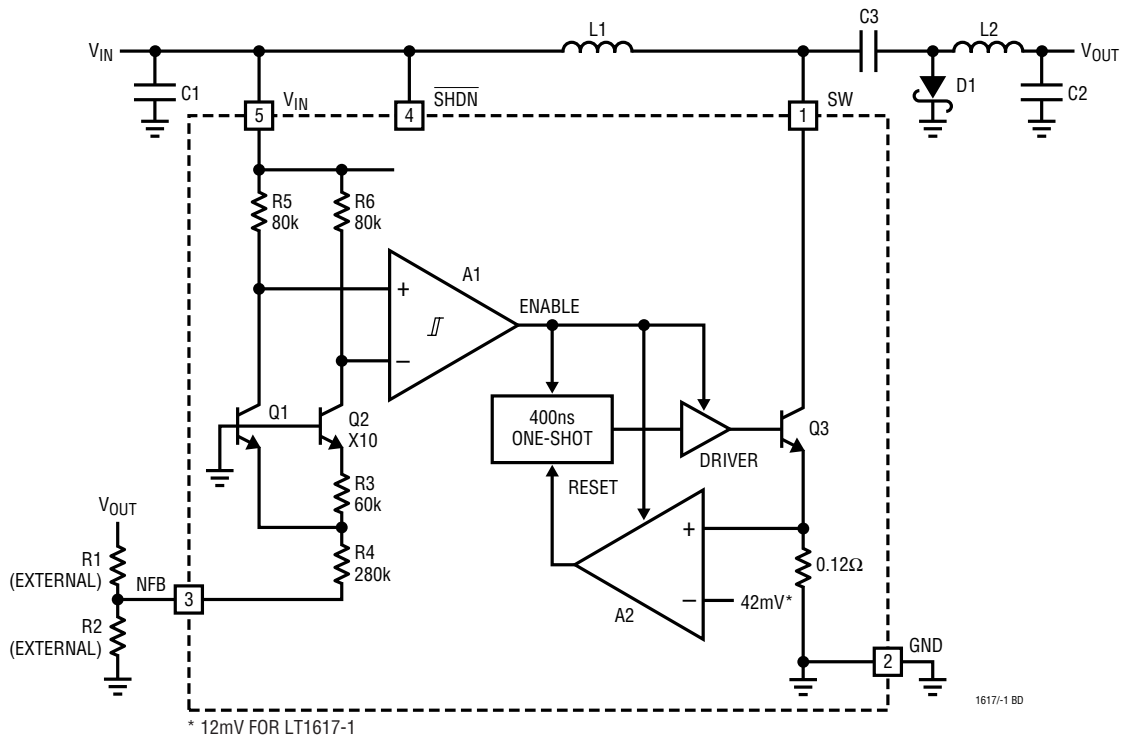 L1
C3
L2
V_IN
V_OUT
C1
D1
C2
V_IN
SHDN
SW
5
4
1
R5
80k
R6
80k
A1
+
−
ENABLE
Q1
Q2
X10
400ns
ONE-SHOT
DRIVER
Q3
RESET
R3
60k
V_OUT
R1
(EXTERNAL)
NFB
3
R4
280k
R2
(EXTERNAL)
+
−
A2
0.12Ω
42mV*
2
GND
1617/-1 BD
* 12mV FOR LT1617-1